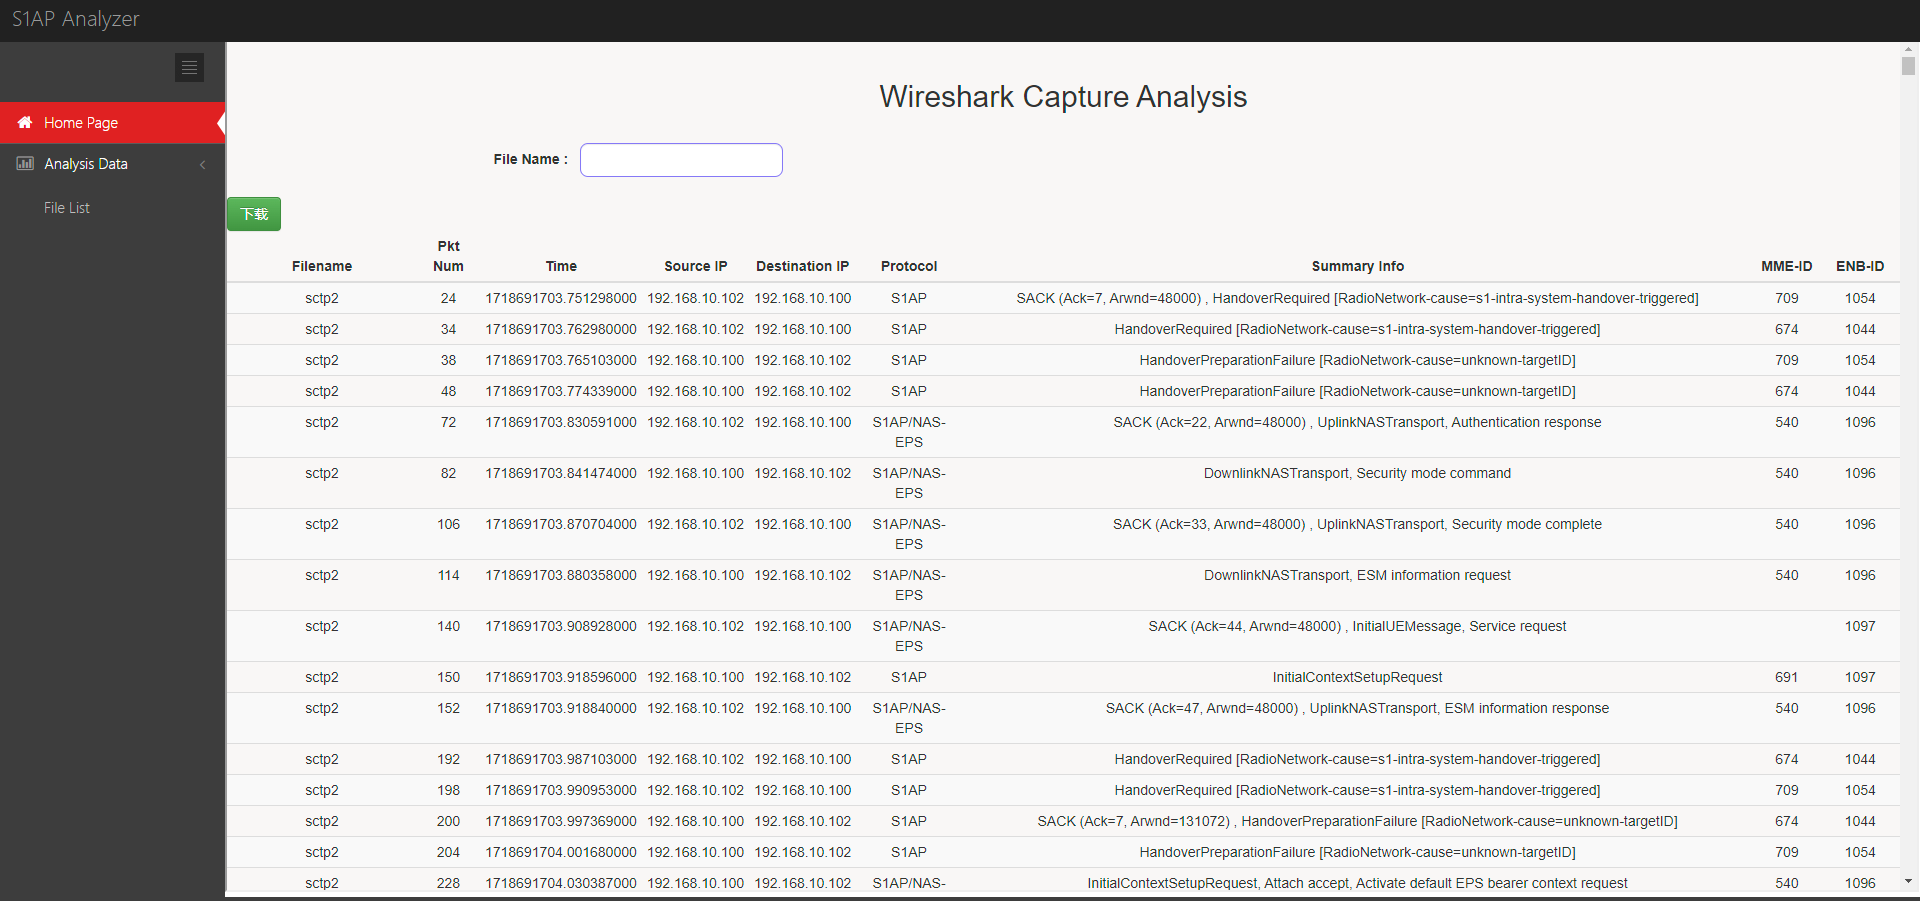 S1AP Analyzer
Home Page
Analysis Data
File List
Wireshark Capture Analysis
File Name :
下载
Filename Pkt Num Time Source IP Destination IP Protocol Summary Info MME-ID ENB-ID
sctp2 24 1718691703.751298000 192.168.10.102 192.168.10.100 S1AP SACK (Ack=7, Arwnd=48000) , HandoverRequired [RadioNetwork-cause=s1-intra-system-handover-triggered] 709 1054
sctp2 34 1718691703.762980000 192.168.10.102 192.168.10.100 S1AP HandoverRequired [RadioNetwork-cause=s1-intra-system-handover-triggered] 674 1044
sctp2 38 1718691703.765103000 192.168.10.100 192.168.10.102 S1AP HandoverPreparationFailure [RadioNetwork-cause=unknown-targetID] 709 1054
sctp2 48 1718691703.774339000 192.168.10.100 192.168.10.102 S1AP HandoverPreparationFailure [RadioNetwork-cause=unknown-targetID] 674 1044
sctp2 72 1718691703.830591000 192.168.10.102 192.168.10.100 S1AP/NAS-EPS SACK (Ack=22, Arwnd=48000) , UplinkNASTransport, Authentication response 540 1096
sctp2 82 1718691703.841474000 192.168.10.100 192.168.10.102 S1AP/NAS-EPS DownlinkNASTransport, Security mode command 540 1096
sctp2 106 1718691703.870704000 192.168.10.102 192.168.10.100 S1AP/NAS-EPS SACK (Ack=33, Arwnd=48000) , UplinkNASTransport, Security mode complete 540 1096
sctp2 114 1718691703.880358000 192.168.10.100 192.168.10.102 S1AP/NAS-EPS DownlinkNASTransport, ESM information request 540 1096
sctp2 140 1718691703.908928000 192.168.10.102 192.168.10.100 S1AP/NAS-EPS SACK (Ack=44, Arwnd=48000) , InitialUEMessage, Service request 1097
sctp2 150 1718691703.918596000 192.168.10.100 192.168.10.102 S1AP InitialContextSetupRequest 691 1097
sctp2 152 1718691703.918840000 192.168.10.102 192.168.10.100 S1AP/NAS-EPS SACK (Ack=47, Arwnd=48000) , UplinkNASTransport, ESM information response 540 1096
sctp2 192 1718691703.987103000 192.168.10.102 192.168.10.100 S1AP HandoverRequired [RadioNetwork-cause=s1-intra-system-handover-triggered] 674 1044
sctp2 198 1718691703.990953000 192.168.10.102 192.168.10.100 S1AP HandoverRequired [RadioNetwork-cause=s1-intra-system-handover-triggered] 709 1054
sctp2 200 1718691703.997369000 192.168.10.100 192.168.10.102 S1AP SACK (Ack=7, Arwnd=131072) , HandoverPreparationFailure [RadioNetwork-cause=unknown-targetID] 674 1044
sctp2 204 1718691704.001680000 192.168.10.100 192.168.10.102 S1AP HandoverPreparationFailure [RadioNetwork-cause=unknown-targetID] 709 1054
sctp2 228 1718691704.030387000 192.168.10.100 192.168.10.102 S1AP/NAS- InitialContextSetupRequest, Attach accept, Activate default EPS bearer context request 540 1096